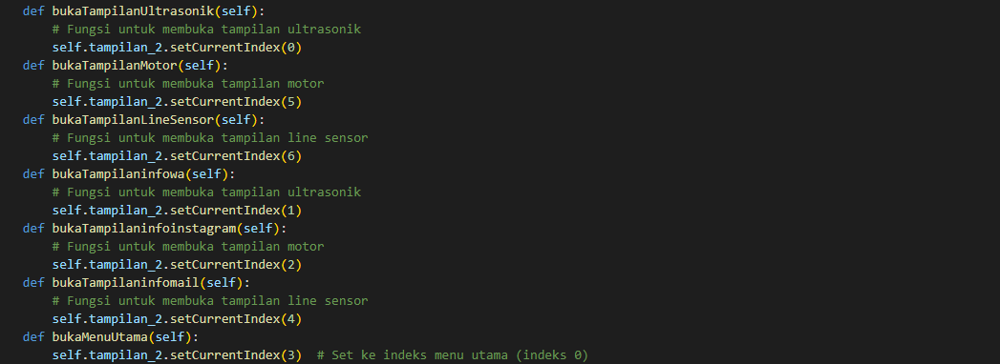 def bukaTampilanUltrasonik(self):
# Fungsi untuk membuka tampilan ultrasonik
self.tampilan_2.setCurrentIndex(0)
def bukaTampilanMotor(self):
# Fungsi untuk membuka tampilan motor
self.tampilan_2.setCurrentIndex(5)
def bukaTampilanLineSensor(self):
# Fungsi untuk membuka tampilan line sensor
self.tampilan_2.setCurrentIndex(6)
def bukaTampilaninfowa(self):
# Fungsi untuk membuka tampilan ultrasonik
self.tampilan_2.setCurrentIndex(1)
def bukaTampilaninfoinstagram(self):
# Fungsi untuk membuka tampilan motor
self.tampilan_2.setCurrentIndex(2)
def bukaTampilaninfomail(self):
# Fungsi untuk membuka tampilan line sensor
self.tampilan_2.setCurrentIndex(4)
def bukaMenuUtama(self):
self.tampilan_2.setCurrentIndex(3)  # Set ke indeks menu utama (indeks 0)